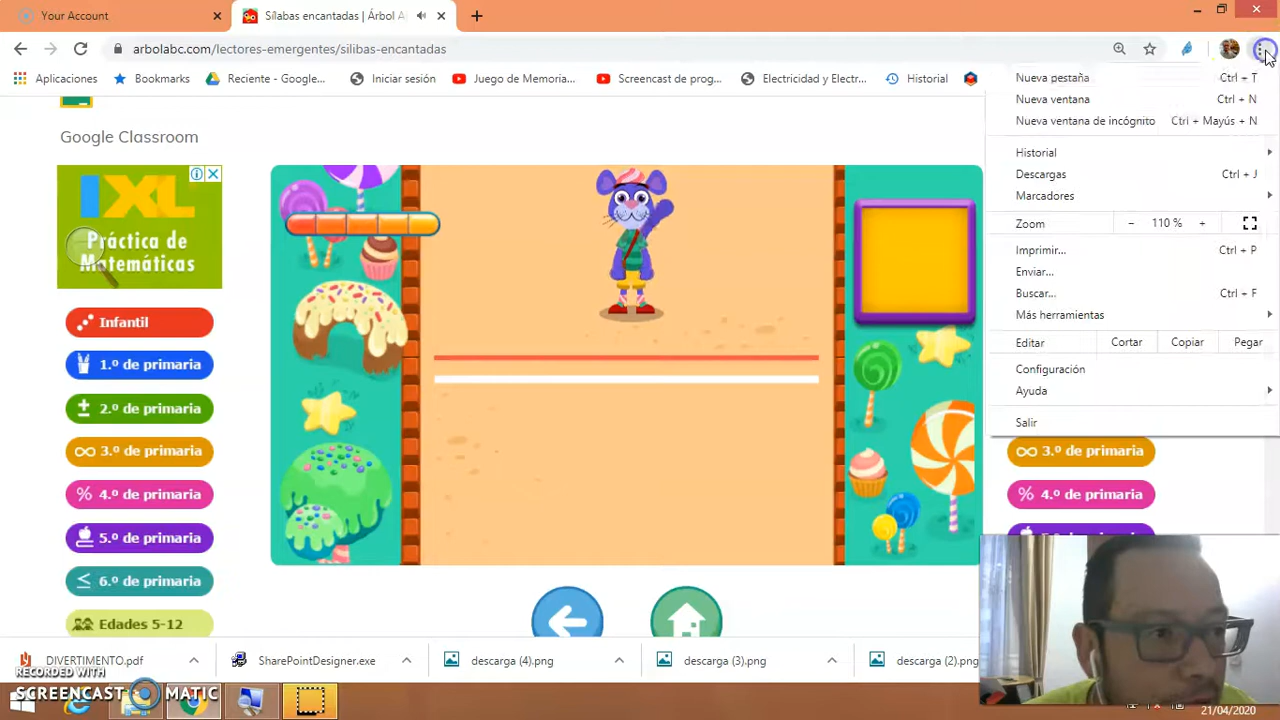 Your Account
Sílabas encantadas | Árbol A
arbolabc.com/lectores-emergentes/silibas-encantadas
Aplicaciones
Bookmarks
Reciente - Google...
Iniciar sesión
Juego de Memoria...
Screencast de prog...
Electricidad y Electr...
Historial
Nueva pestaña Ctrl + T
Nueva ventana Ctrl + N
Nueva ventana de incógnito Ctrl + Mayús + N
Historial
Descargas Ctrl + J
Marcadores
Zoom − 110 % +
Imprimir... Ctrl + P
Enviar...
Buscar... Ctrl + F
Más herramientas
Editar Cortar Copiar Pegar
Configuración
Ayuda
Salir
Google Classroom
IXL
Práctica de
Matemáticas
Infantil
1.º de primaria
2.º de primaria
3.º de primaria
% 4.º de primaria
5.º de primaria
6.º de primaria
Edades 5-12
3.º de primaria
% 4.º de primaria
DIVERTIMENTO.pdf
SharePointDesigner.exe
descarga (4).png
descarga (3).png
descarga (2).png
RECORDED WITH
SCREENCAST MATIC
21/04/2020